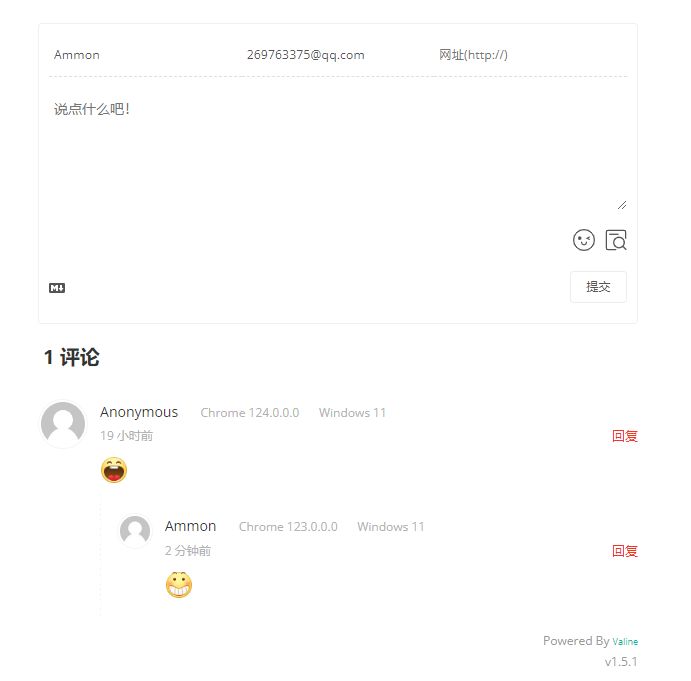 Ammon 269763375@qq.com 网址(http://)
说点什么吧!
M↓
提交
1 评论
Anonymous Chrome 124.0.0.0 Windows 11
19 小时前 回复
Ammon Chrome 123.0.0.0 Windows 11
2 分钟前 回复
Powered By Valine
v1.5.1